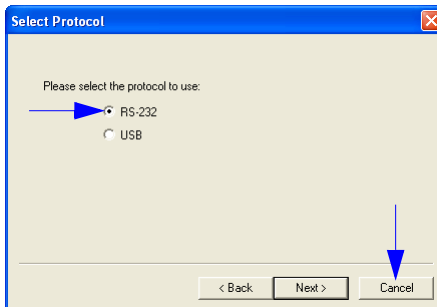 Select Protocol
Please select the protocol to use:
RS-232
USB
< Back Next > Cancel